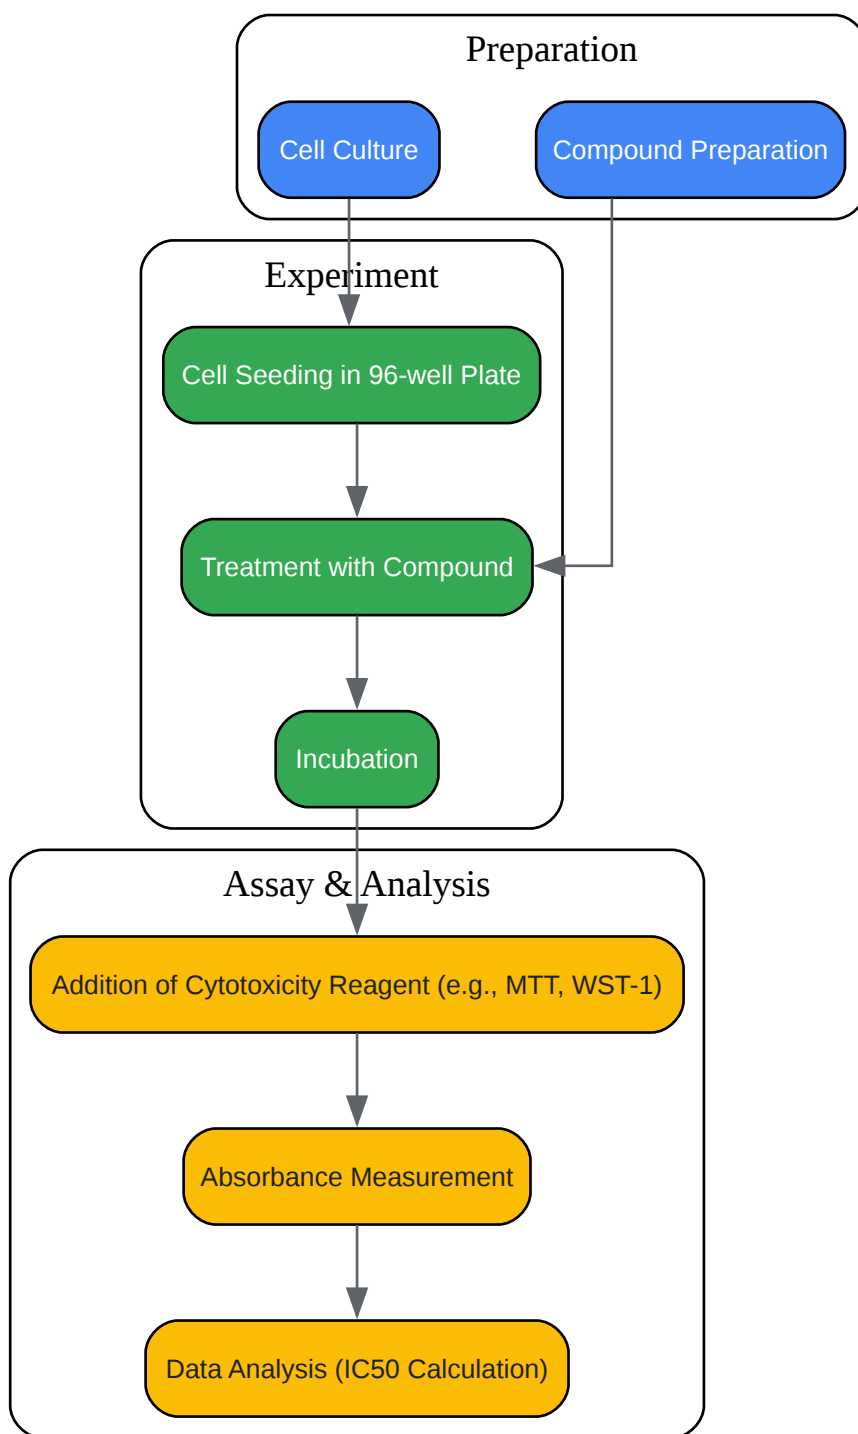 Preparation
Cell Culture
Compound Preparation
Experiment
Cell Seeding in 96-well Plate
Treatment with Compound
Incubation
Assay & Analysis
Addition of Cytotoxicity Reagent (e.g., MTT, WST-1)
Absorbance Measurement
Data Analysis (IC50 Calculation)